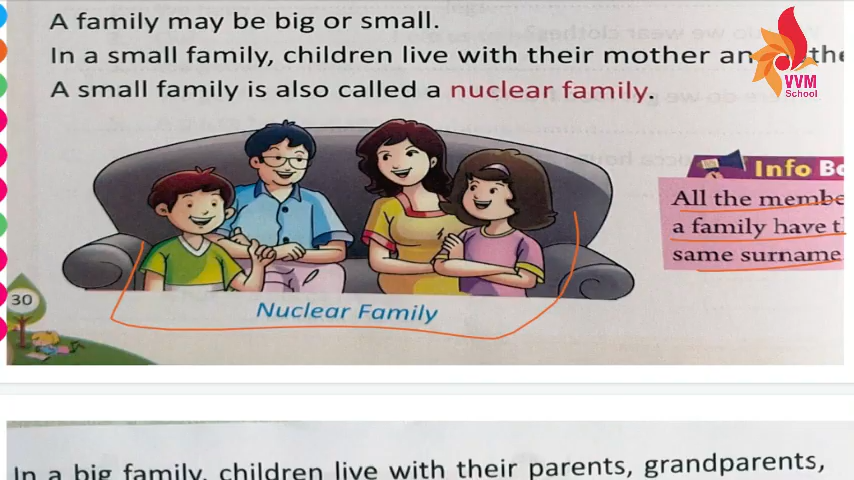 A family may be big or small.
In a small family, children live with their mother an
A small family is also called a nuclear family.
VVM
School
Info
All the membe
a family have
same surname
30
Nuclear Family
In a big family, children live with their parents, grandparents,